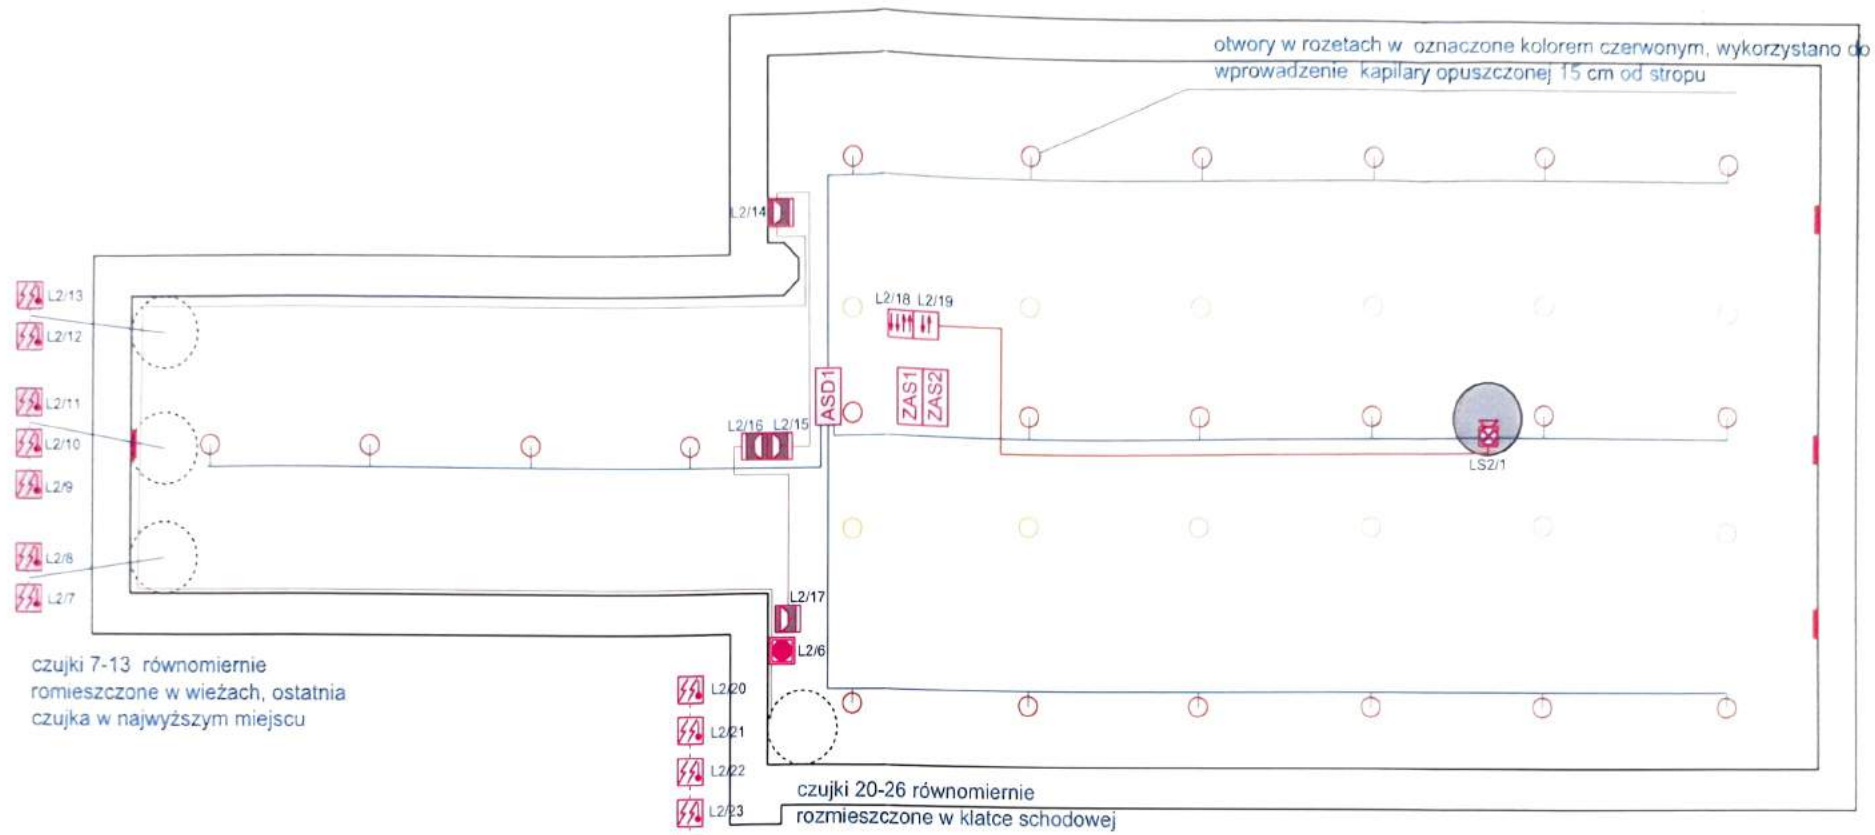 otwory w rozetach w oznaczone kolorem czerwonym, wykorzystano do
wprowadzenie kapilary opuszczonej 15 cm od stropu
L2/14
L2/13
L2/12
L2/11
L2/10
L2/9
L2/8
L2/7
L2/18 L2/19
ASD1
ZAS1
ZAS2
L2/16 L2/15
LS2/1
L2/17
L2/6
czujki 7-13 równomiernie
romieszczone w wieżach, ostatnia
czujka w najwyższym miejscu
L2/20
L2/21
L2/22
L2/23
czujki 20-26 równomiernie
rozmieszczone w klatce schodowej